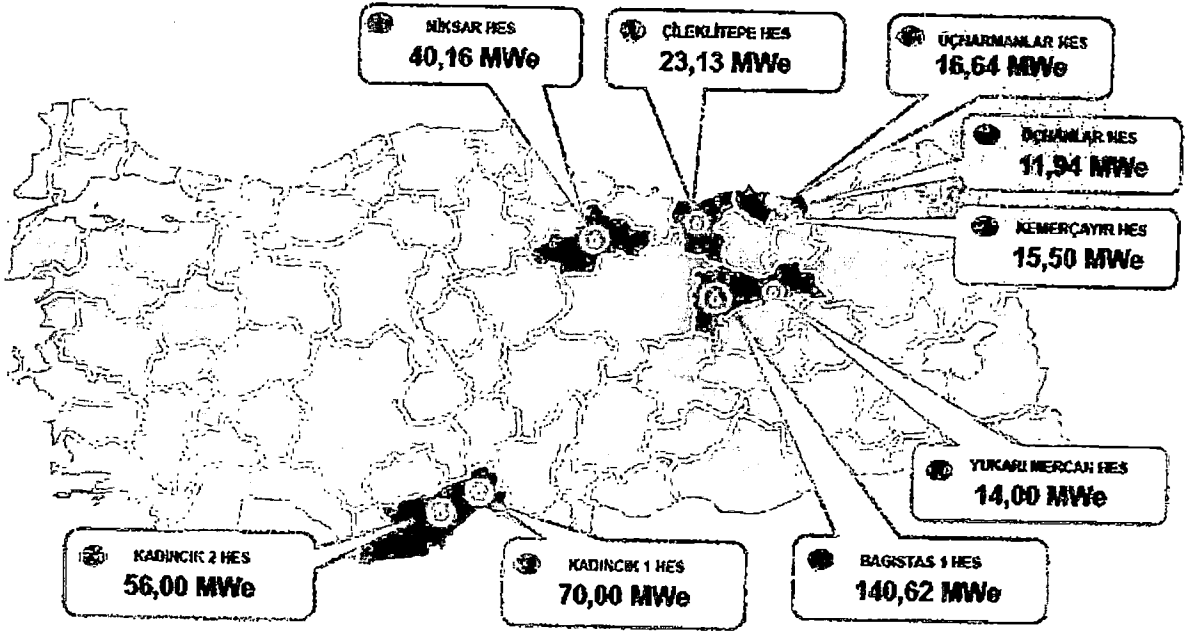 NİKSAR HES
40,16 MWe
ÇİLEKLİTEPE HES
23,13 MWe
ÜÇHARMANLAR HES
16,64 MWe
ÜÇHANLAR HES
11,94 MWe
KEMERÇAYIR HES
15,50 MWe
YUKARI MERCAN HES
14,00 MWe
KADINCIK 2 HES
56,00 MWe
KADINCIK 1 HES
70,00 MWe
BAGISTAS 1 HES
140,62 MWe